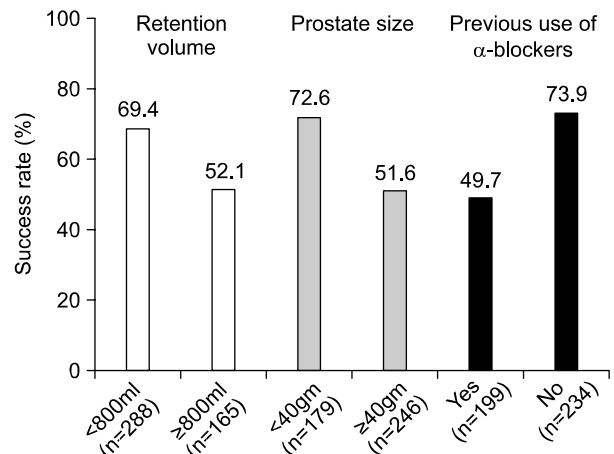 Retention
volume
Prostate size
Previous use of
α-blockers
Success rate (%)
100
80
60
40
20
0
69.4
52.1
72.6
51.6
49.7
73.9
<800ml
(n=288)
≥800ml
(n=165)
<40gm
(n=179)
≥40gm
(n=246)
Yes
(n=199)
No
(n=234)